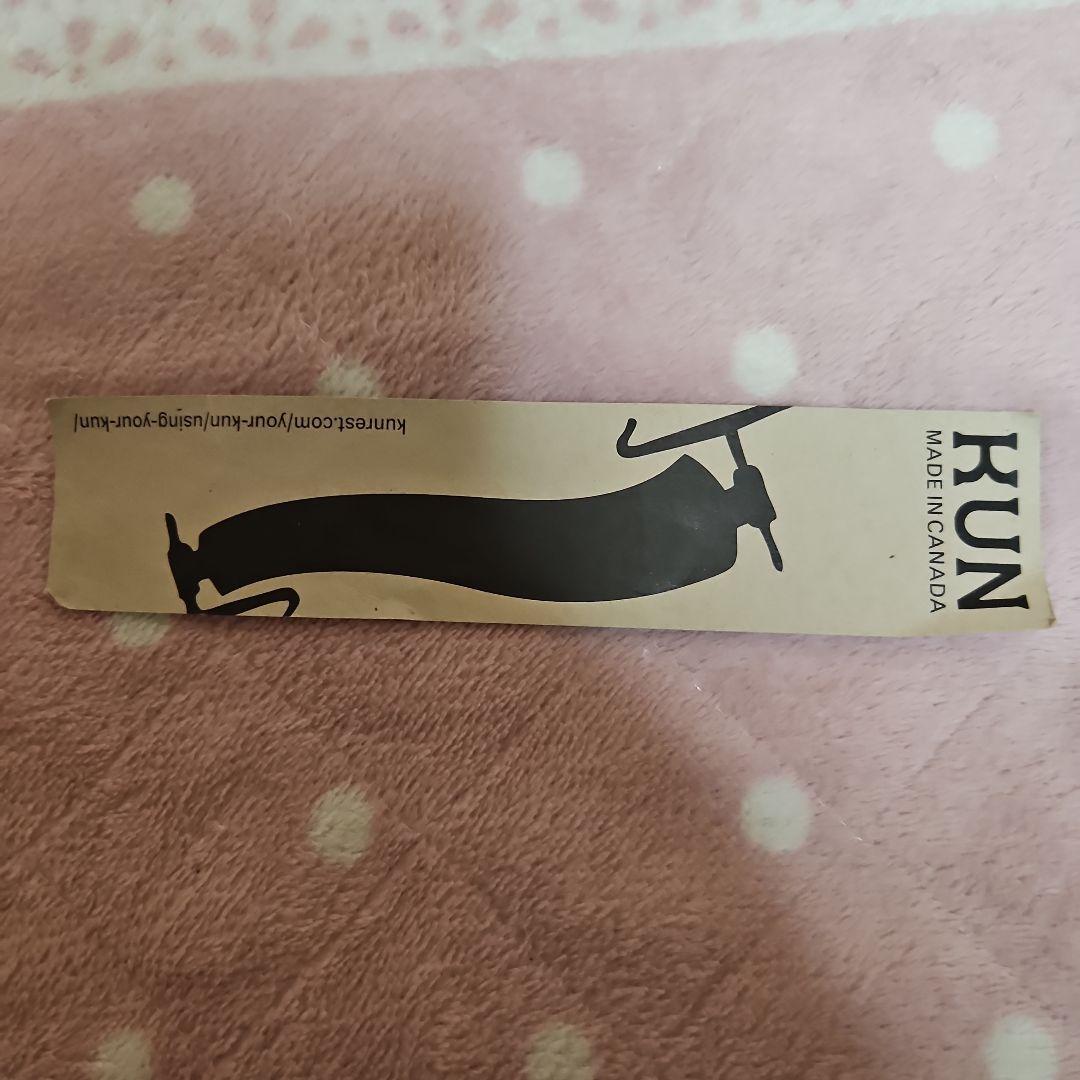 KUN
MADE IN CANADA
kunrest.com/your-kun/using-your-kun/